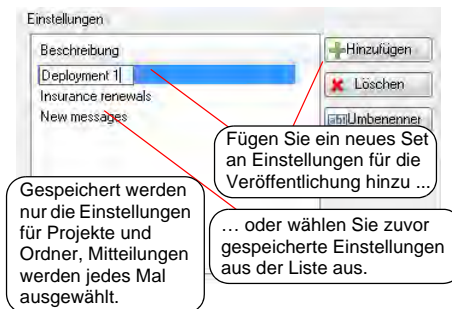 Einstellungen
Beschreibung
Deployment 1
Insurance renewals
New messages
Hinzufügen
Löschen
Umbenenner
Fügen Sie ein neues Set
an Einstellungen für die
Veröffentlichung hinzu ...
Gespeichert werden
nur die Einstellungen
für Projekte und
Ordner, Mitteilungen
werden jedes Mal
ausgewählt.
... oder wählen Sie zuvor
gespeicherte Einstellungen
aus der Liste aus.